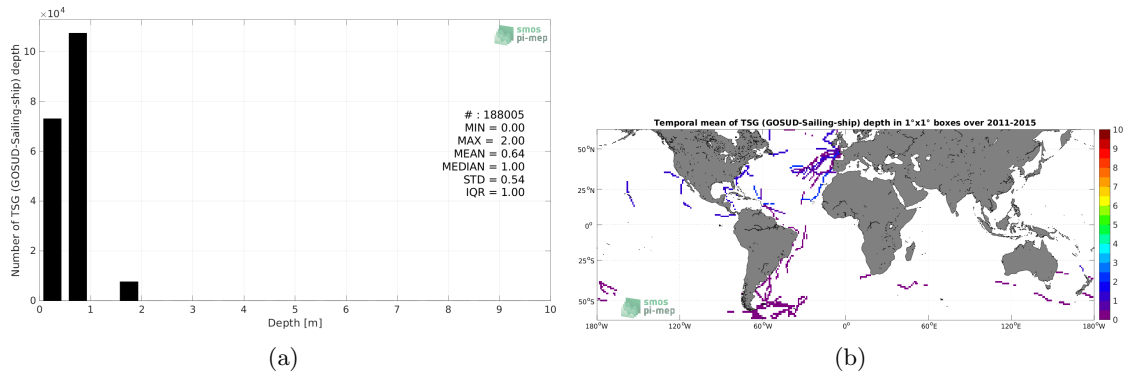 ×10⁴
smos
pi-mep
Number of TSG (GOSUD-Sailing-ship) depth
10
8
6
4
2
0
# : 188005
MIN = 0.00
MAX = 2.00
MEAN = 0.64
MEDIAN = 1.00
STD = 0.54
IQR = 1.00
0 1 2 3 4 5 6 7 8 9 10
Depth [m]
(a)
Temporal mean of TSG (GOSUD-Sailing-ship) depth in 1°x1° boxes over 2011-2015
50°N
25°N
0°
25°S
50°S
smos
pi-mep
180°W 120°W 60°W 0° 60°E 120°E 180°W
10
9
8
7
6
5
4
3
2
1
0
(b)